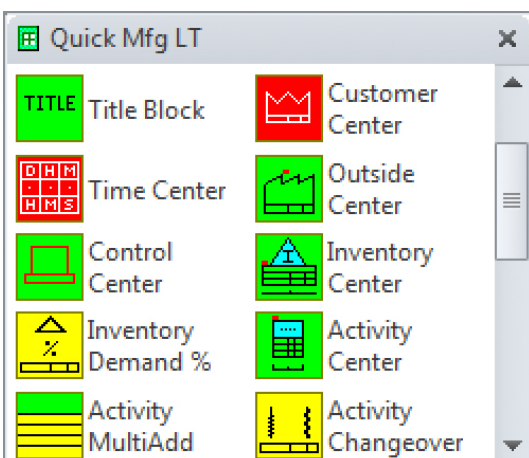 Quick Mfg LT
TITLE
Title Block
Customer
Center
D H M
H M S
Time Center
Outside
Center
Control
Center
I
Inventory
Center
%
Inventory
Demand %
Activity
Center
Activity
MultiAdd
Activity
Changeover